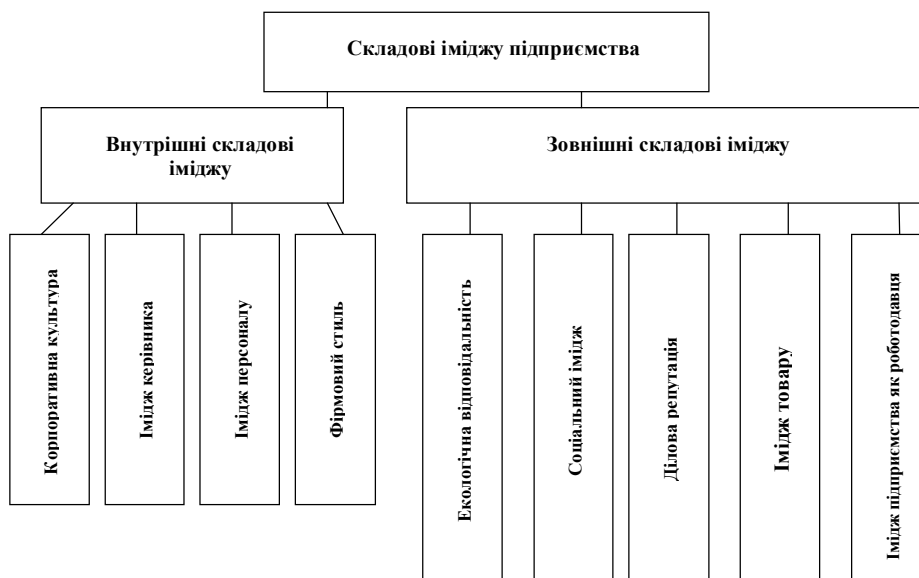 Складові іміджу підприємства
Внутрішні складові
іміджу
Зовнішні складові іміджу
Корпоративна культура
Імідж керівника
Імідж персоналу
Фірмовий стиль
Екологічна відповідальність
Соціальний імідж
Ділова репутація
Імідж товару
Імідж підприємства як роботодавця